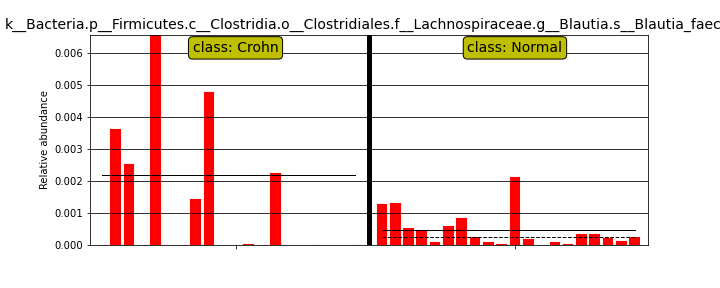 k__Bacteria.p__Firmicutes.c__Clostridia.o__Clostridiales.f__Lachnospiraceae.g__Blautia.s__Blautia_faec
class: Crohn
class: Normal
Relative abundance
0.006
0.005
0.004
0.003
0.002
0.001
0.000